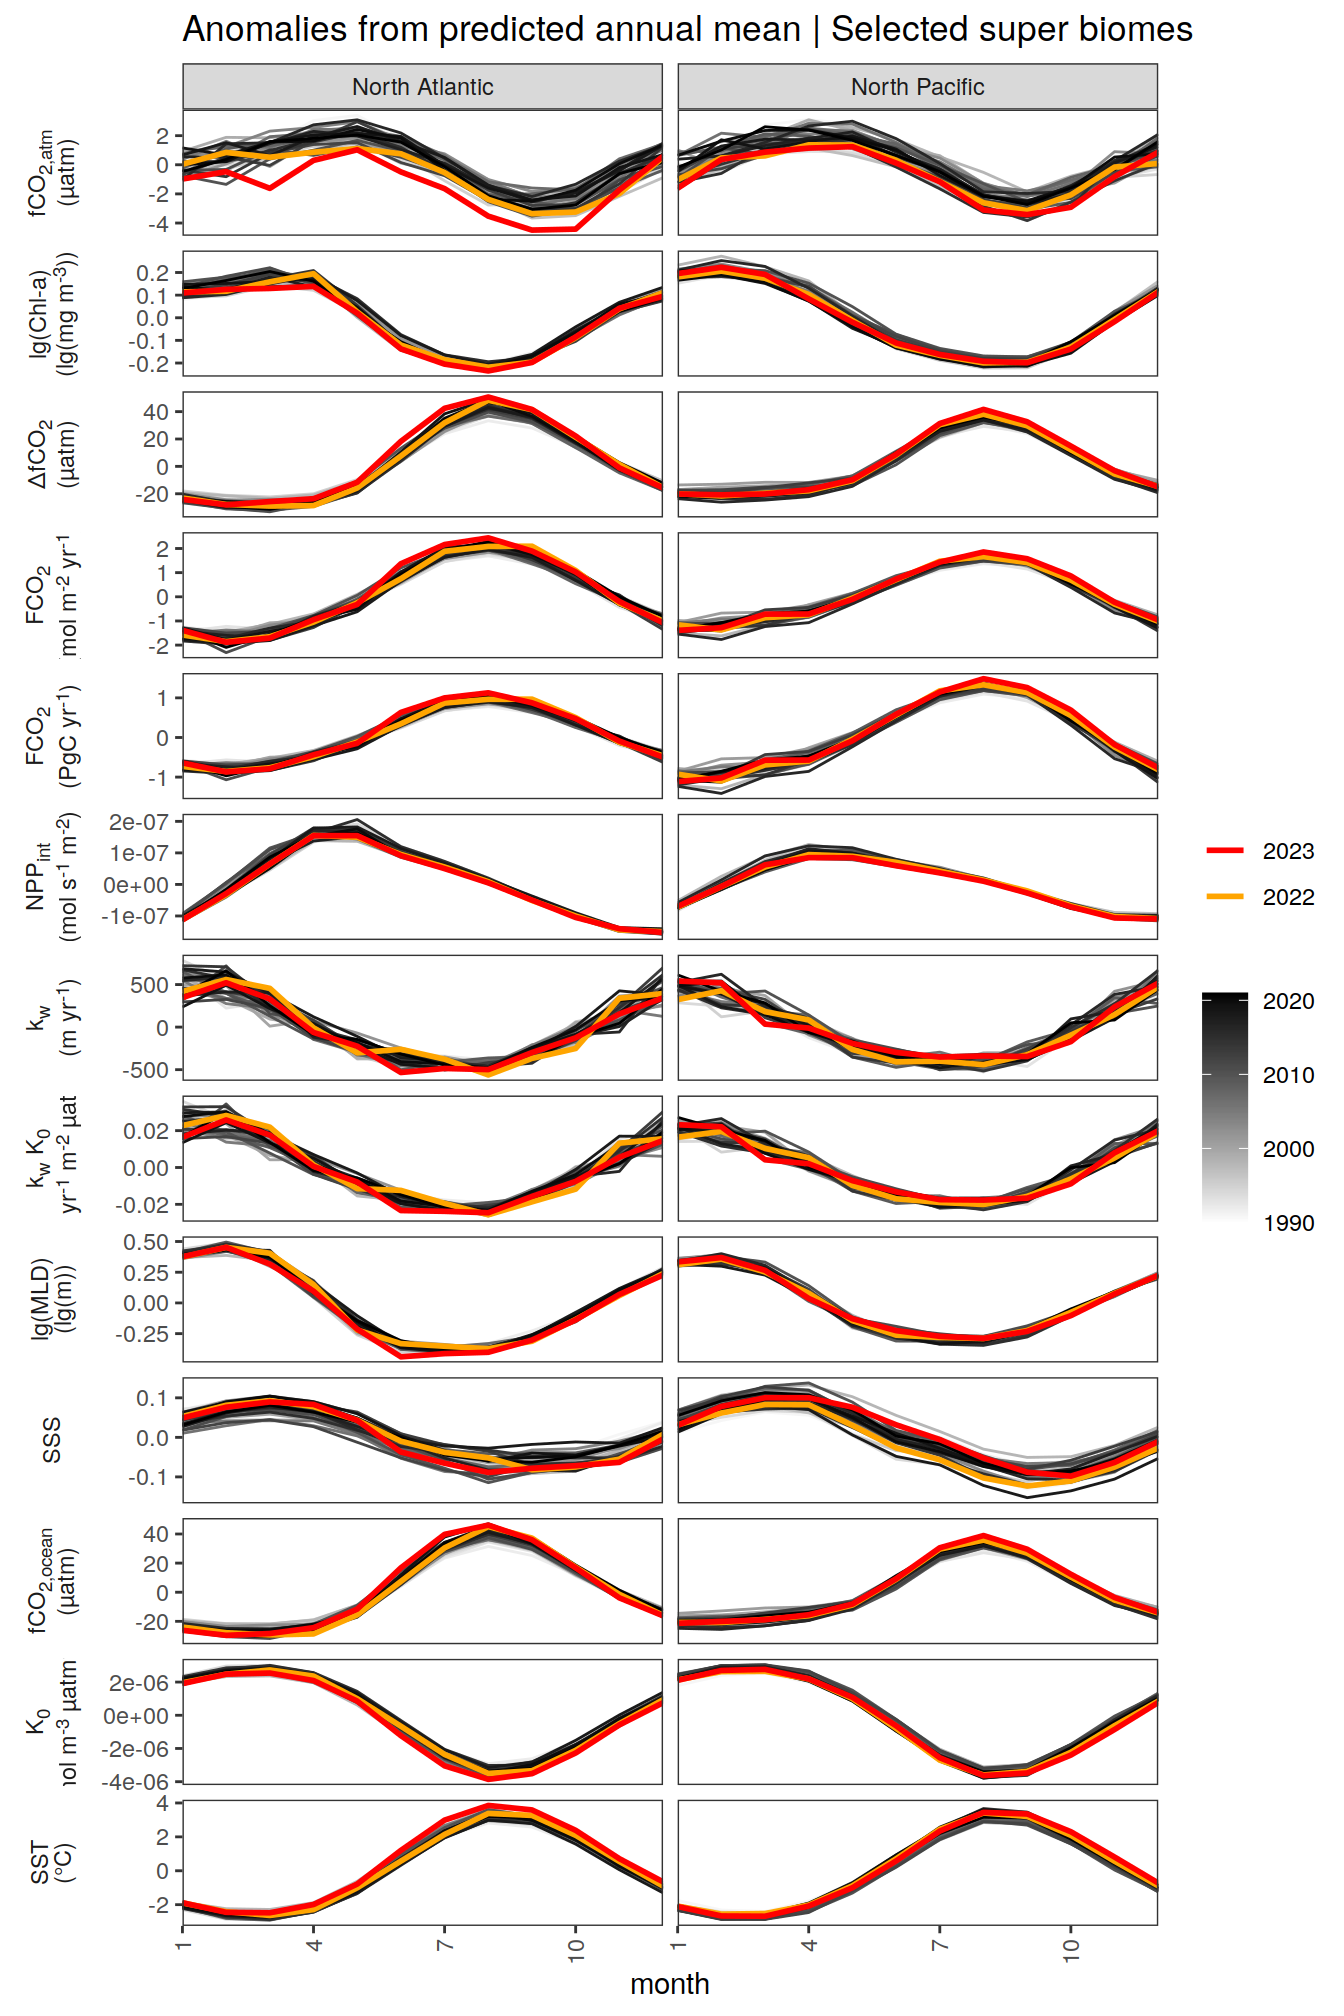 Anomalies from predicted annual mean | Selected super biomes
North Atlantic
North Pacific
fCO2,atm
(µatm)
2
0
-2
-4
lg(Chl-a)
(lg(mg m-3))
0.2
0.1
0.0
-0.1
-0.2
ΔfCO2
(µatm)
40
20
0
-20
FCO2
(mol m-2 yr-1
2
1
0
-1
-2
FCO2
(PgC yr-1)
1
0
-1
NPPint
(mol s-1 m-2)
2e-07
1e-07
0e+00
-1e-07
kw
(m yr-1)
500
0
-500
kw K0
yr-1 m-2 µat
0.02
0.00
-0.02
lg(MLD)
(lg(m))
0.50
0.25
0.00
-0.25
SSS
0.1
0.0
-0.1
fCO2,ocean
(µatm)
40
20
0
-20
K0
nol m-3 µatm
2e-06
0e+00
-2e-06
-4e-06
SST
(°C)
4
2
0
-2
1
4
7
10
1
4
7
10
month
2023
2022
2020
2010
2000
1990